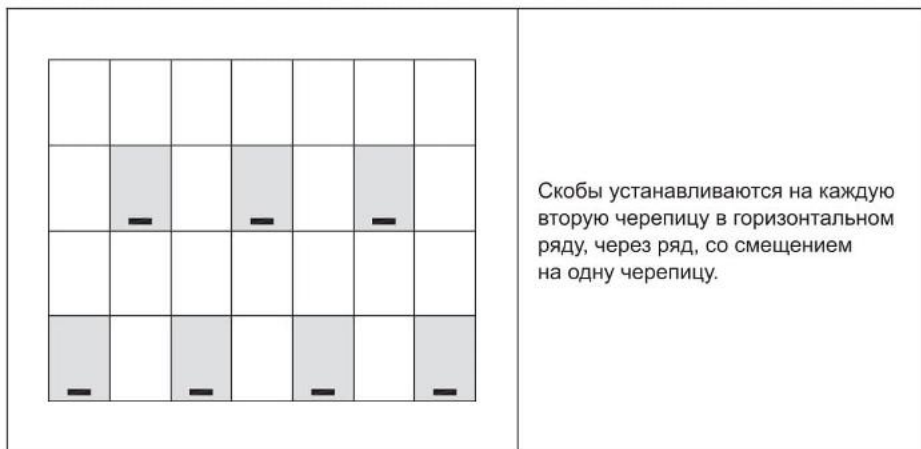 Скобы устанавливаются на каждую
вторую черепицу в горизонтальном
ряду, через ряд, со смещением
на одну черепицу.